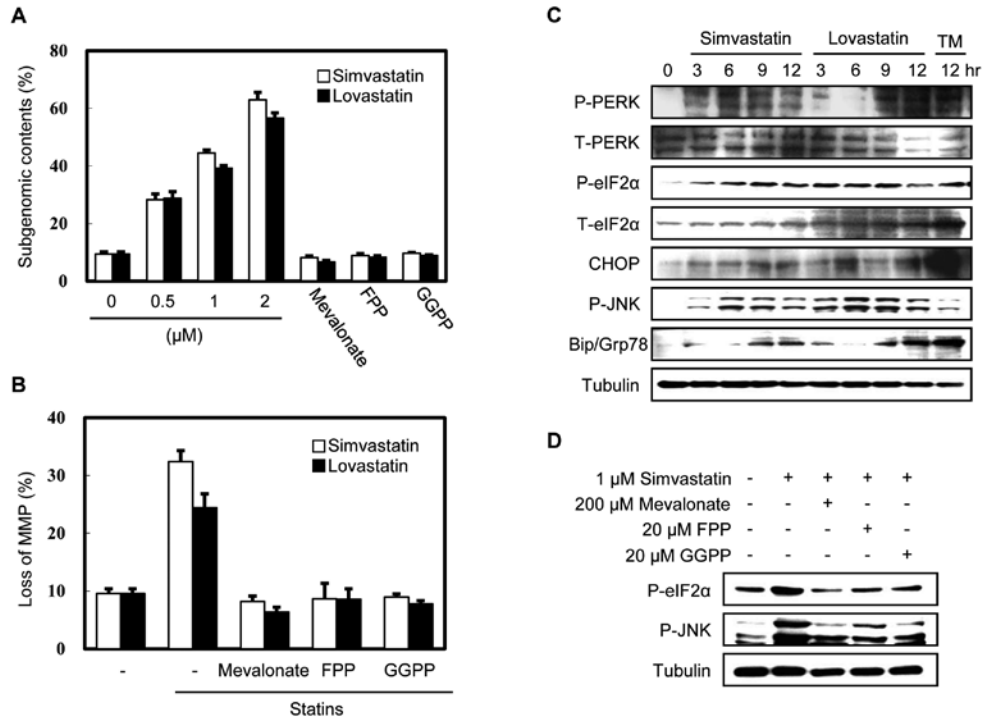 A
80
60
40
20
0
Subgenomic contents (%)
Simvastatin
Lovastatin
0 0.5 1 2 Mevalonate FPP GGPP
(µM)
B
40
30
20
10
0
Loss of MMP (%)
Simvastatin
Lovastatin
- - Mevalonate FPP GGPP
Statins
C
Simvastatin Lovastatin TM
0 3 6 9 12 3 6 9 12 12 hr
P-PERK
T-PERK
P-eIF2α
T-eIF2α
CHOP
P-JNK
Bip/Grp78
Tubulin
D
1 µM Simvastatin - + + + +
200 µM Mevalonate - - + - -
20 µM FPP - - - + -
20 µM GGPP - - - - +
P-eIF2α
P-JNK
Tubulin